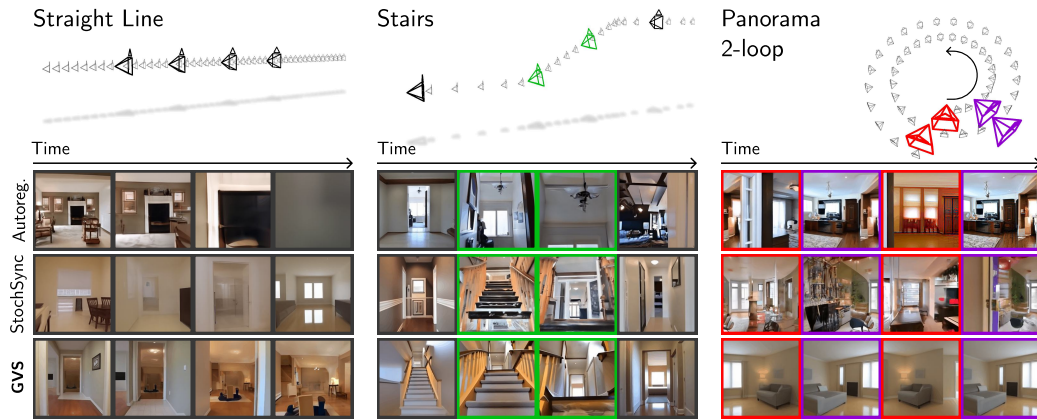 Straight Line
Stairs
Panorama
2-loop
Time
Time
Time
Autoreg.
StochSync
GVS